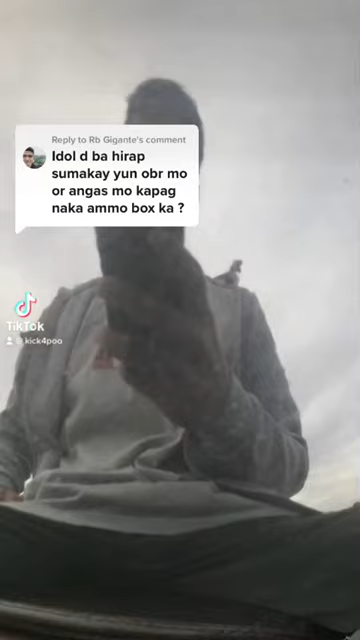 Reply to Rb Gigante's comment
Idol d ba hirap
sumakay yun obr mo
or angas mo kapag
naka ammo box ka ?
TikTok
@kick4poo